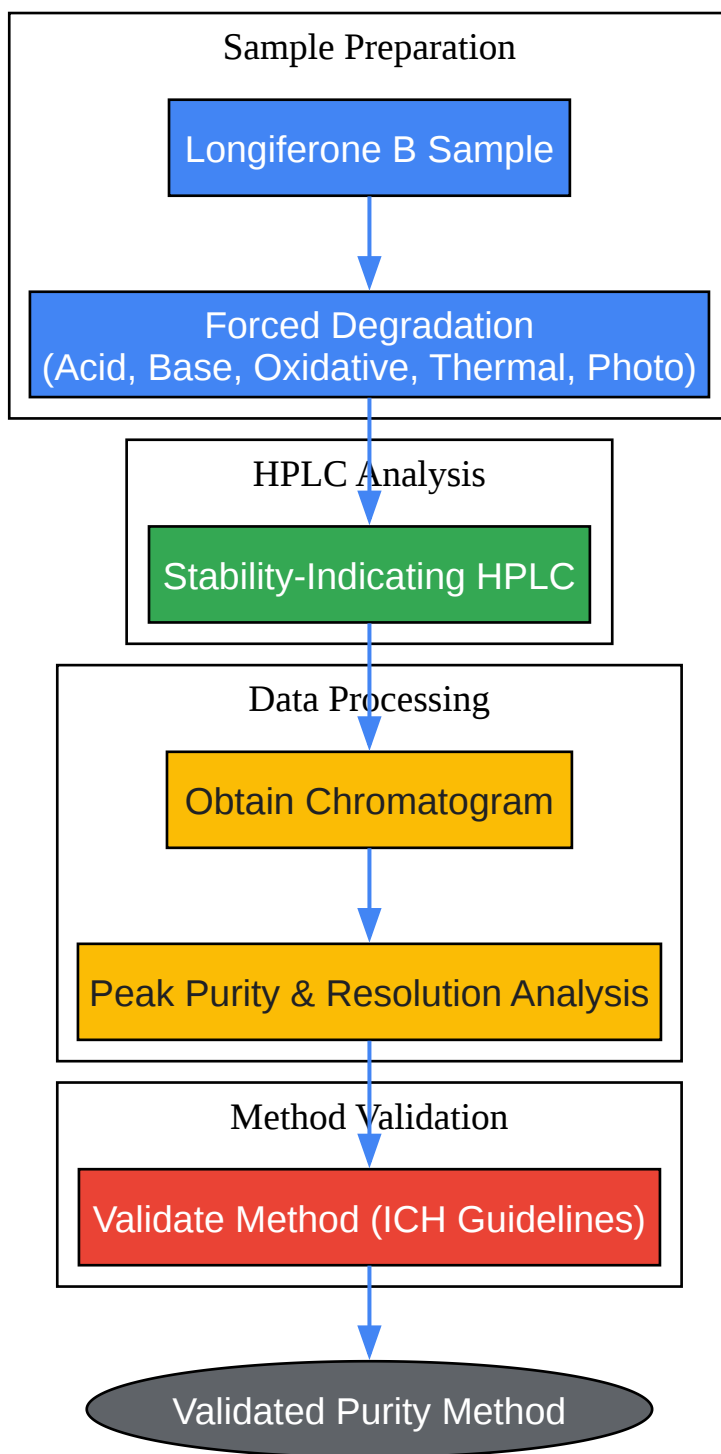 Sample Preparation
Longiferone B Sample
Forced Degradation
(Acid, Base, Oxidative, Thermal, Photo)
HPLC Analysis
Stability-Indicating HPLC
Data Processing
Obtain Chromatogram
Peak Purity & Resolution Analysis
Method Validation
Validate Method (ICH Guidelines)
Validated Purity Method